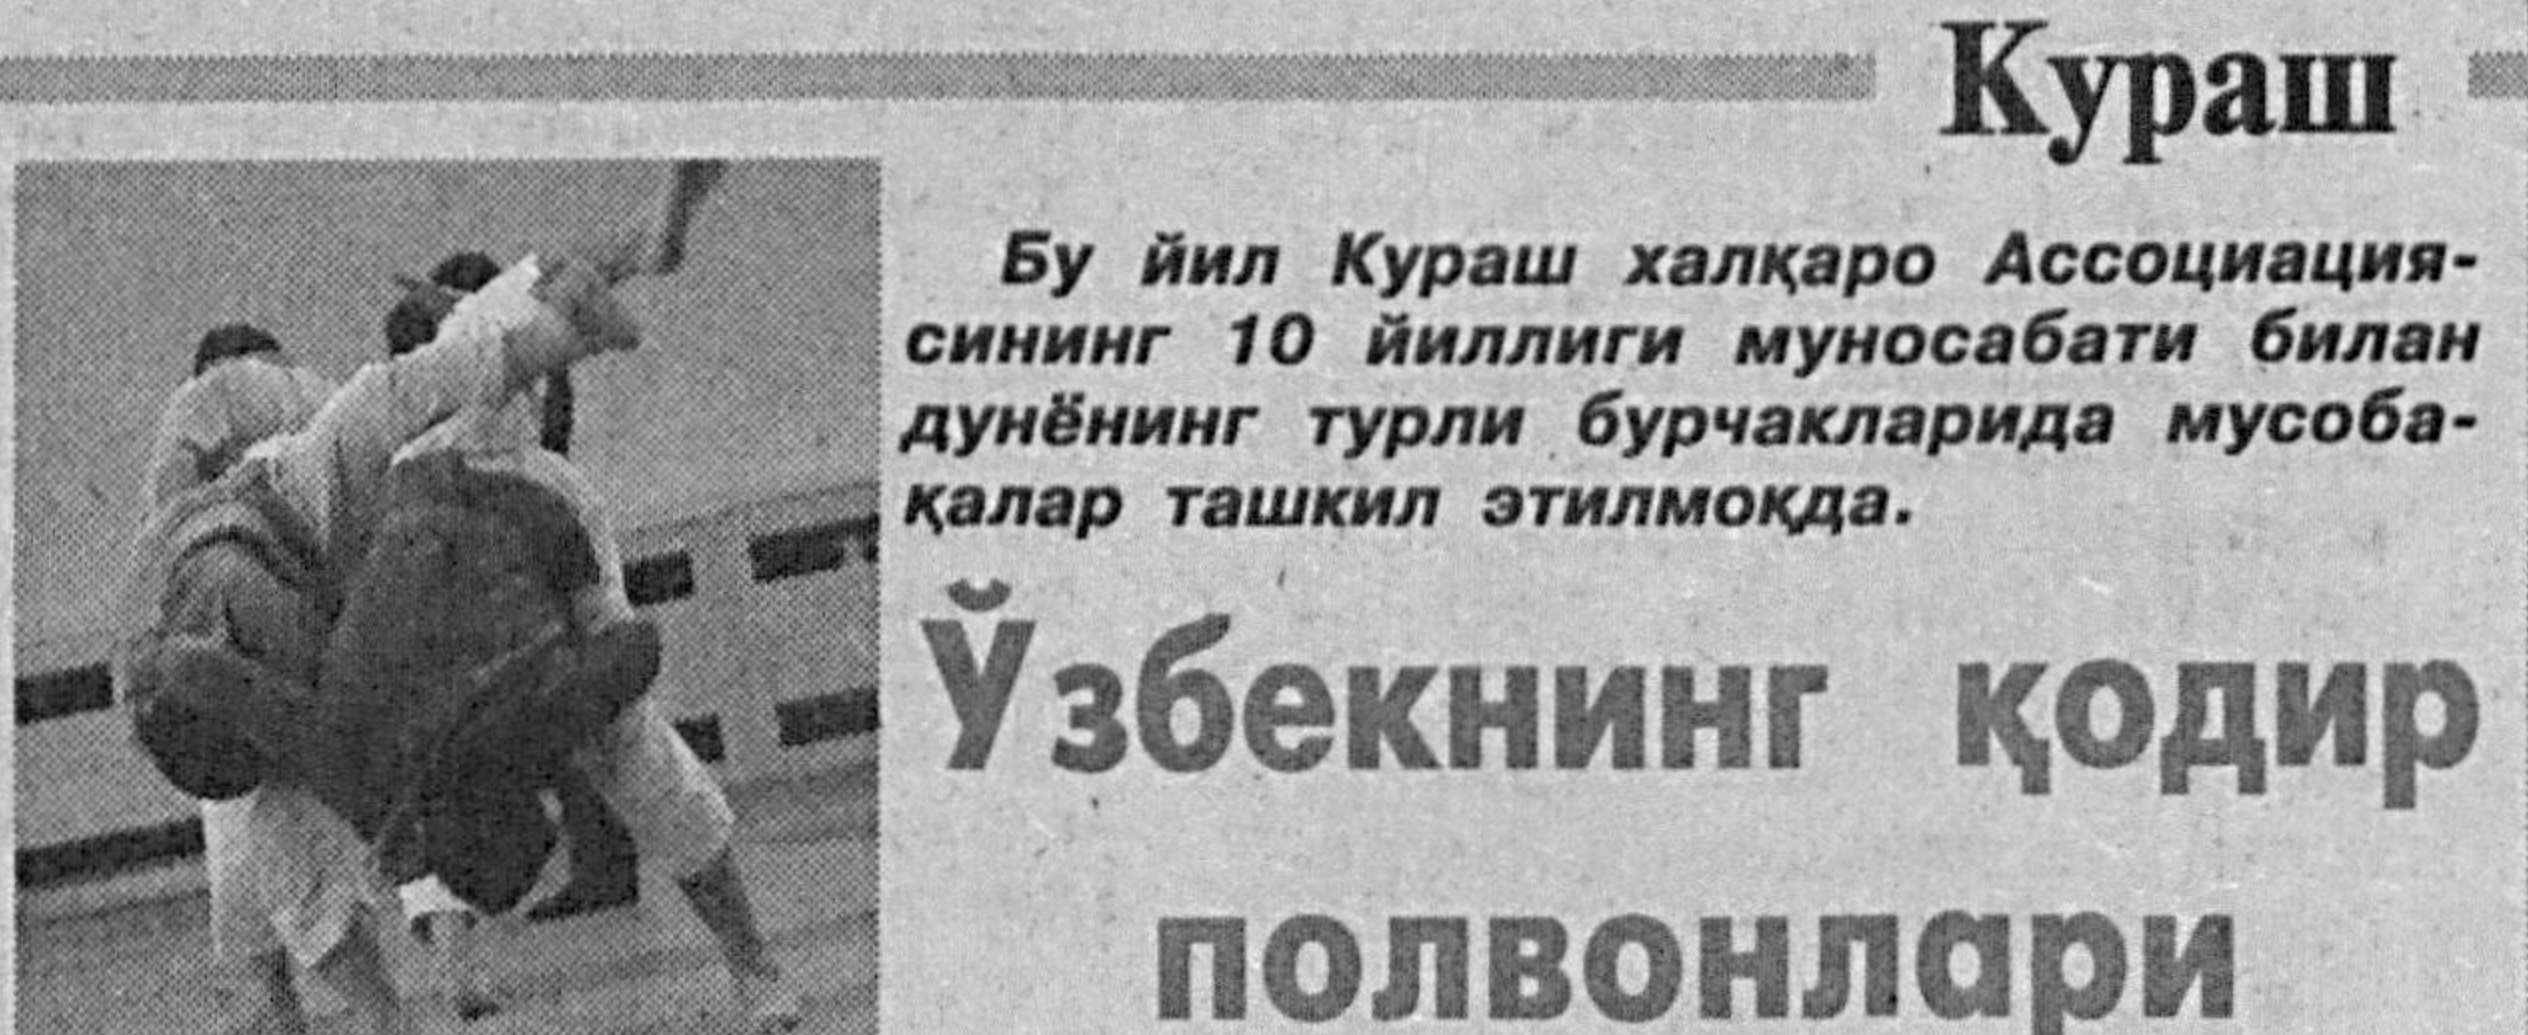 Кураш
Бу йил Кураш халқаро Ассоциация-
сининг 10 йиллиги муносабати билан
дунёнинг турли бурчакларида мусоба-
қалар ташкил этилмоқда.
Ўзбекнинг қодир
полвонлари